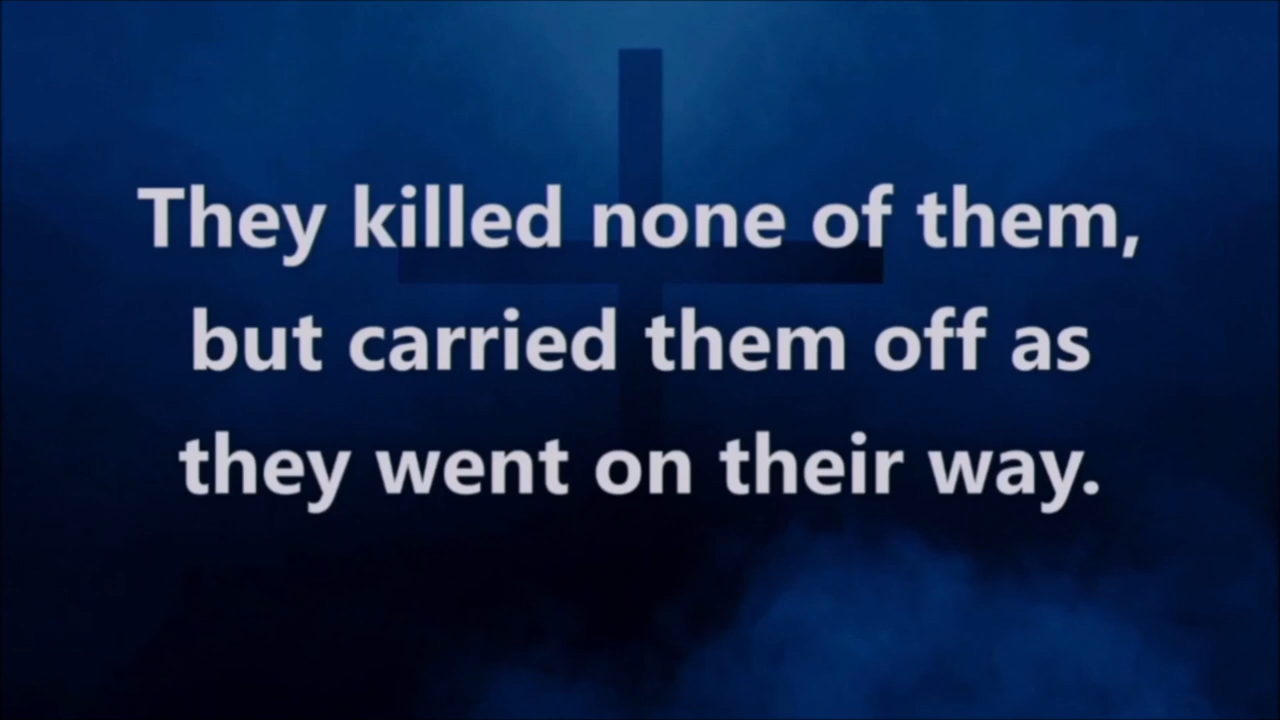 They killed none of them,
but carried them off as
they went on their way.